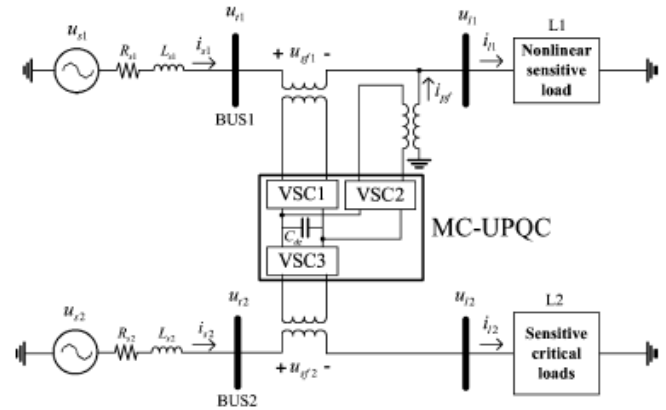 u_s1
R_s1
L_s1
i_s1
u_t1
+ u_sf1 -
u_l1
i_l1
L1
Nonlinear
sensitive
load
BUS1
i_pf
VSC1
VSC2
C_dc
VSC3
MC-UPQC
u_s2
R_s2
L_s2
i_s2
u_t2
+ u_sf2 -
u_l2
i_l2
L2
Sensitive
critical
loads
BUS2